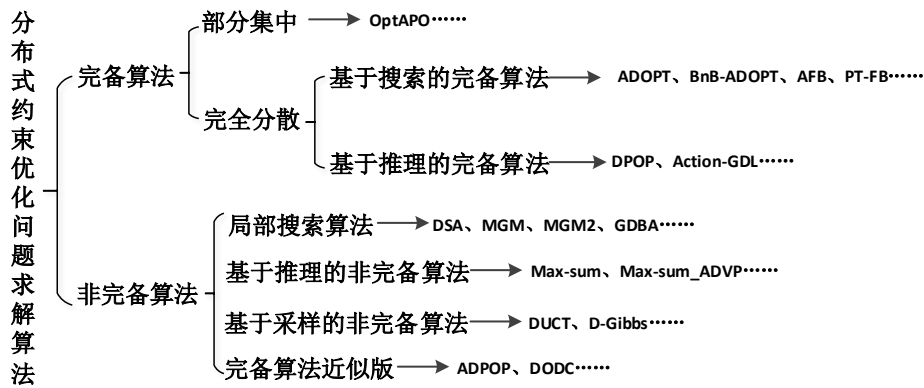 分布式约束优化问题求解算法
完备算法
部分集中
OptAPO······
完全分散
基于搜索的完备算法
ADOPT、BnB-ADOPT、AFB、PT-FB······
基于推理的完备算法
DPOP、Action-GDL······
非完备算法
局部搜索算法
DSA、MGM、MGM2、GDBA······
基于推理的非完备算法
Max-sum、Max-sum_ADVP······
基于采样的非完备算法
DUCT、D-Gibbs······
完备算法近似版
ADPOP、DODC······